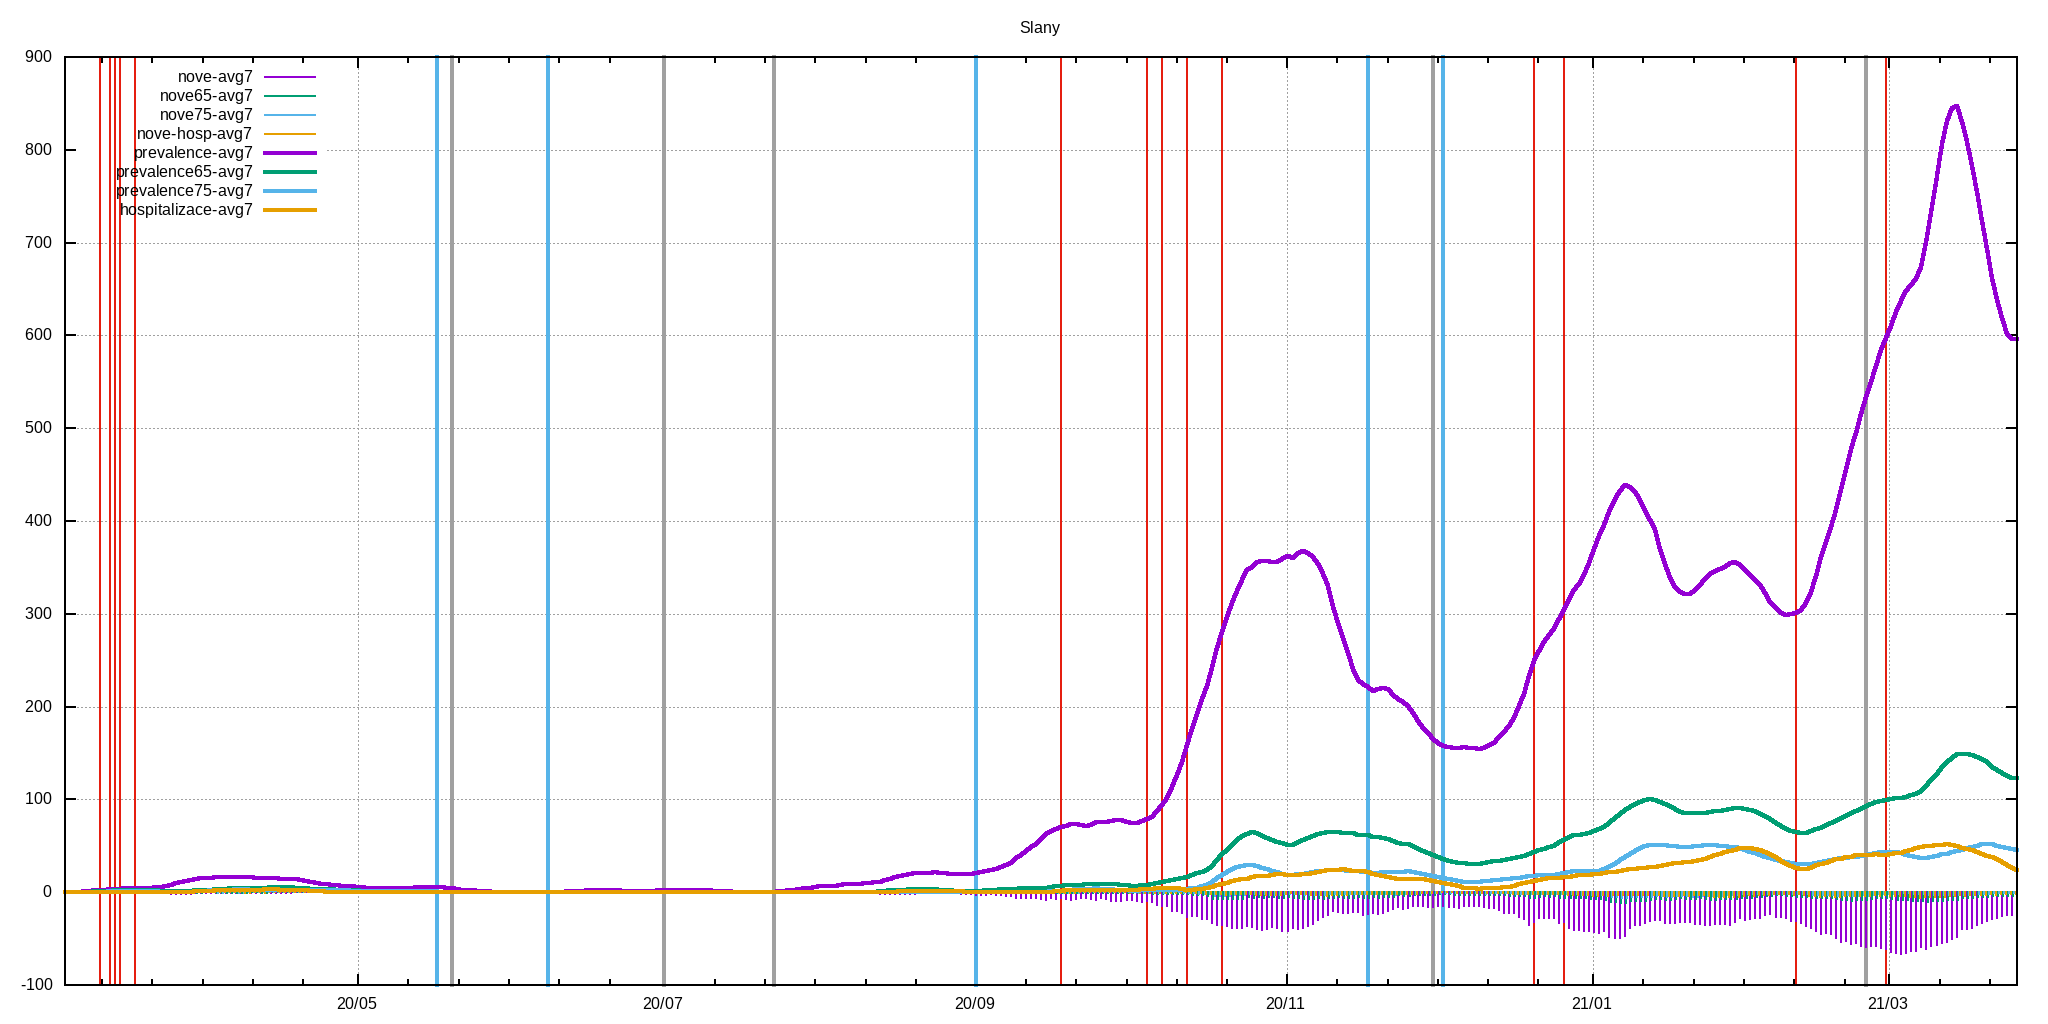 Slany
900
800
700
600
500
400
300
200
100
0
-100
nove-avg7
nove65-avg7
nove75-avg7
nove-hosp-avg7
prevalence-avg7
prevalence65-avg7
prevalence75-avg7
hospitalizace-avg7
20/05
20/07
20/09
20/11
21/01
21/03